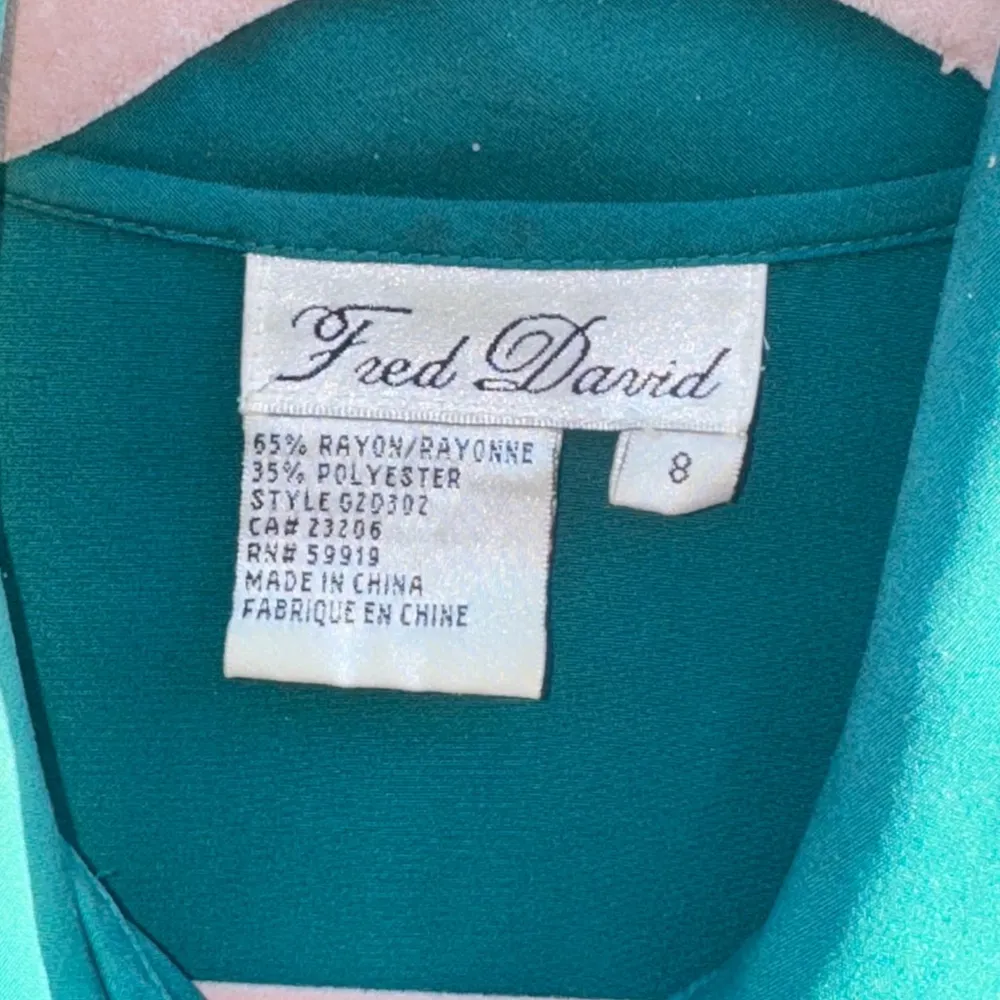 Fred David
65% RAYON/RAYONNE
35% POLYESTER
STYLE GZD302
CA# 23206
RN# 59919
MADE IN CHINA
FABRIQUE EN CHINE
8